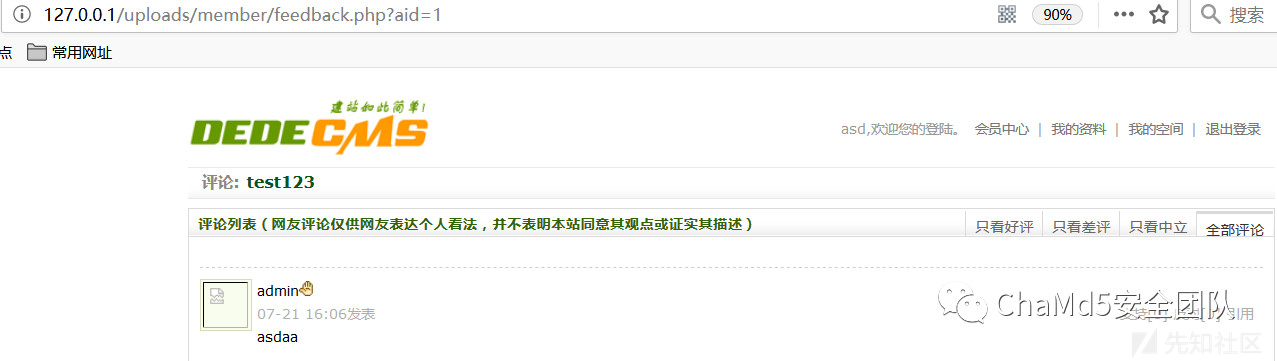 127.0.0.1/uploads/member/feedback.php?aid=1
90%
搜索
点
常用网址
建站如此简单!
DEDECMS
asd,欢迎您的登陆。 会员中心 | 我的资料 | 我的空间 | 退出登录
评论: test123
评论列表（网友评论仅供网友表达个人看法，并不表明本站同意其观点或证实其描述）
只看好评
只看差评
只看中立
全部评论
admin
07-21 16:06发表
引用
asdaa
ChaMd5安全团队
先知社区